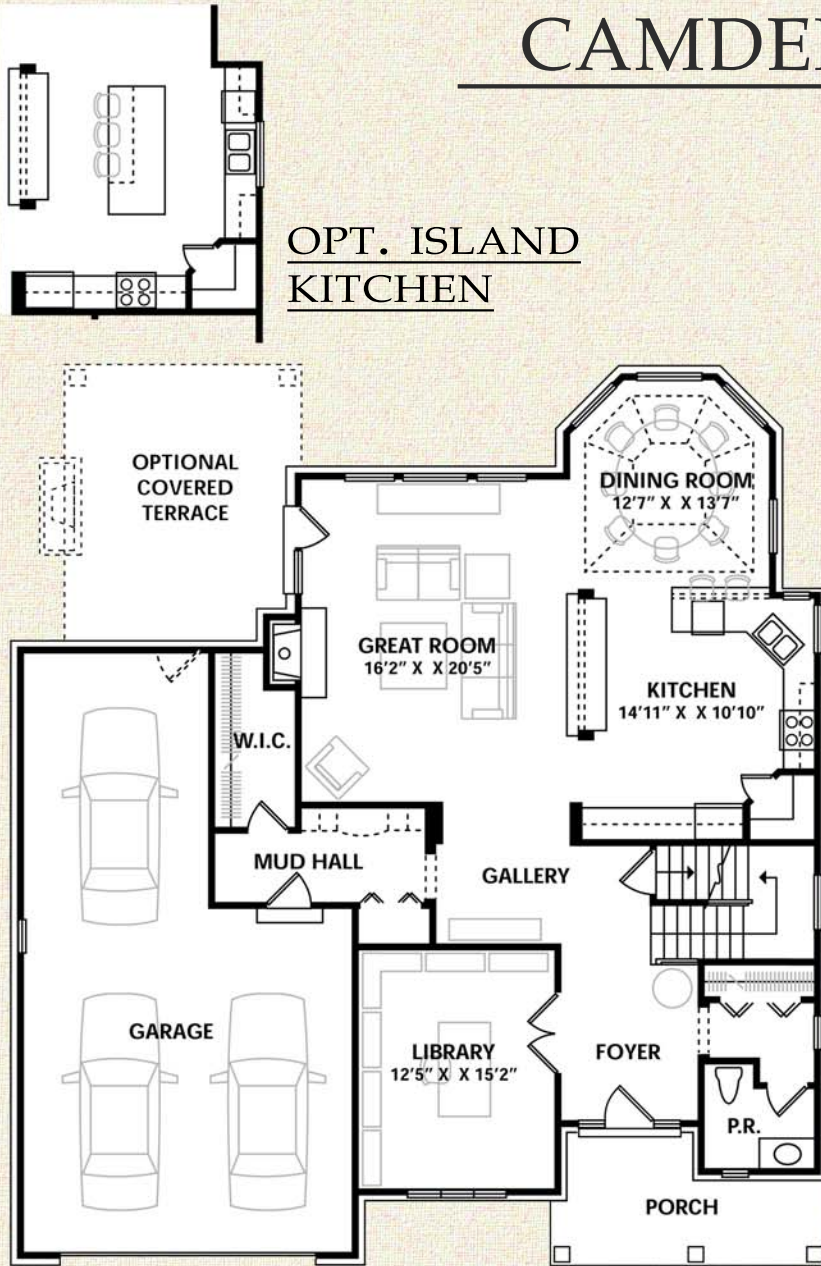 CAMDE
OPT. ISLAND
KITCHEN
OPTIONAL
COVERED
TERRACE
DINING ROOM
12'7" X X 13'7"
GREAT ROOM
16'2" X X 20'5"
KITCHEN
14'11" X X 10'10"
W.I.C.
MUD HALL
GALLERY
GARAGE
LIBRARY
12'5" X X 15'2"
FOYER
P.R.
PORCH